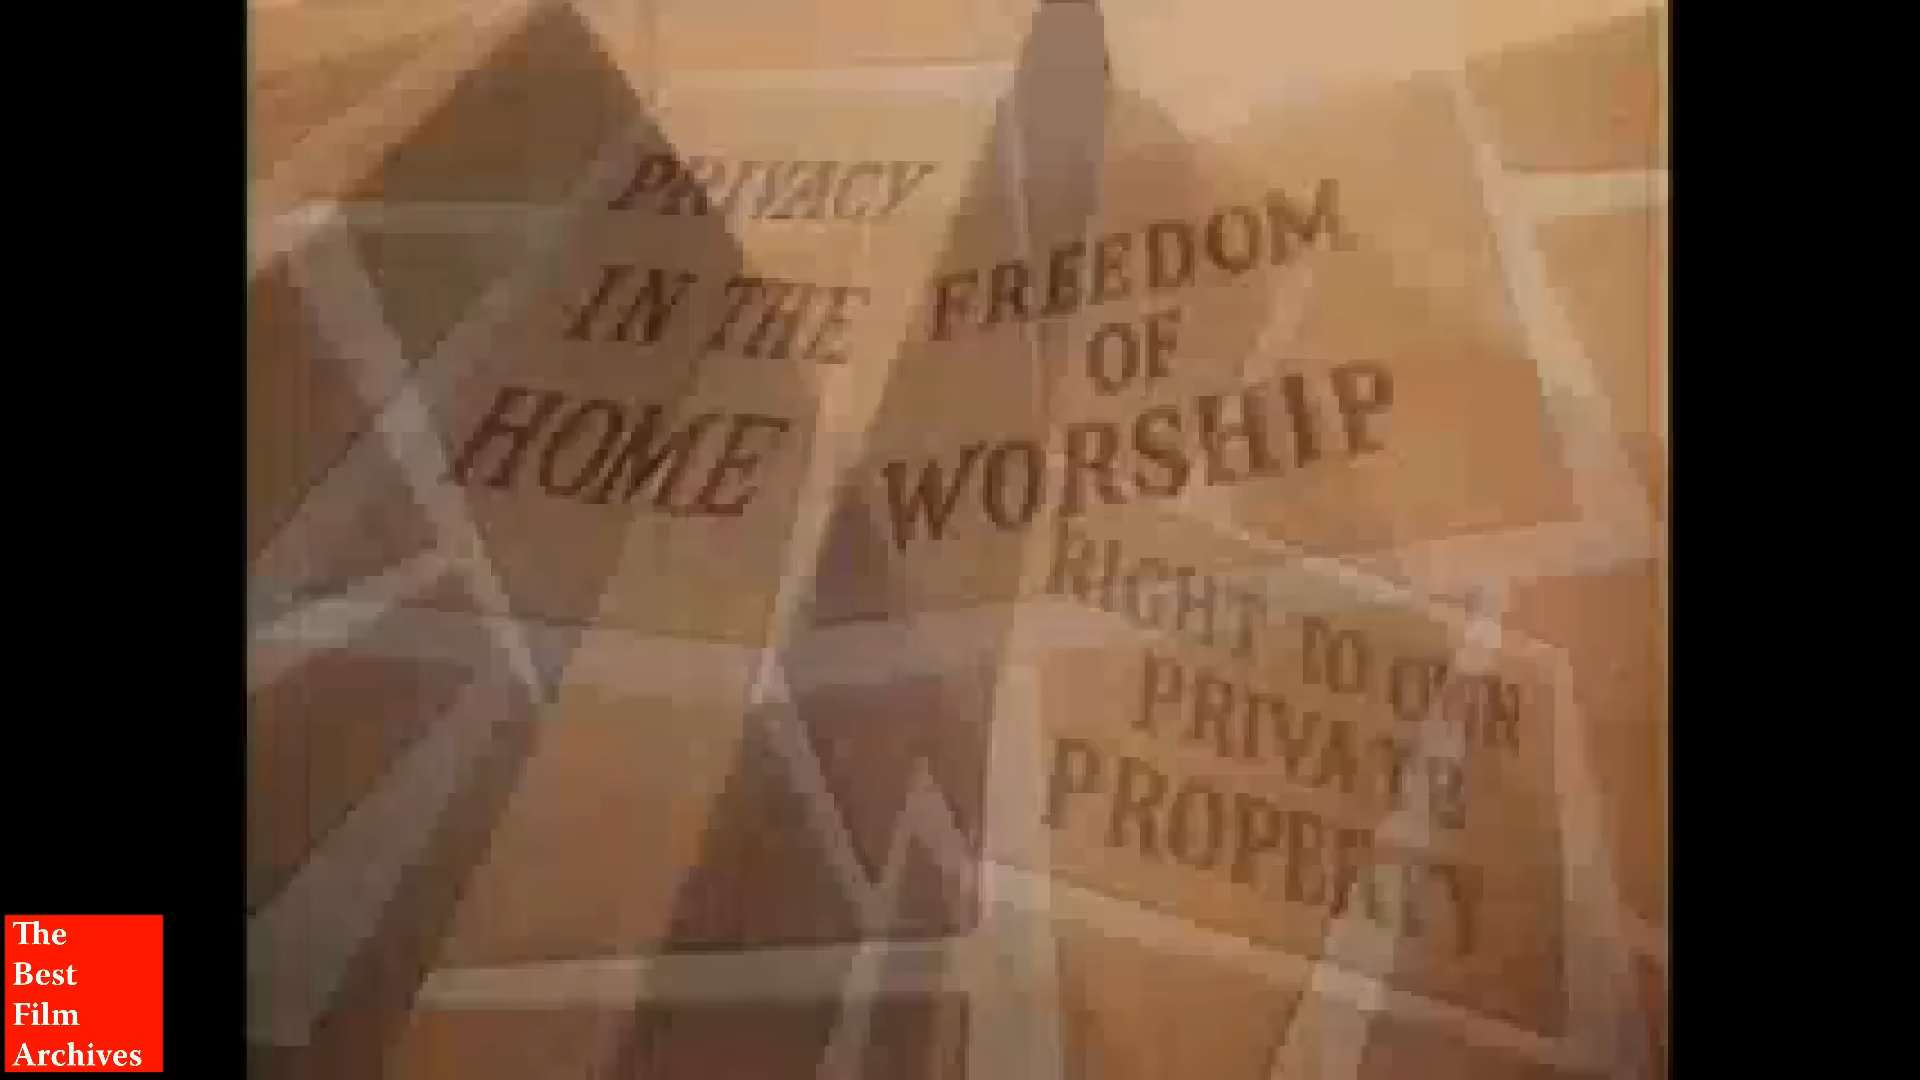 PRIVACY
IN THE
HOME
FREEDOM
OF
WORSHIP
RIGHT TO OWN
PRIVATE
PROPERTY
The
Best
Film
Archives